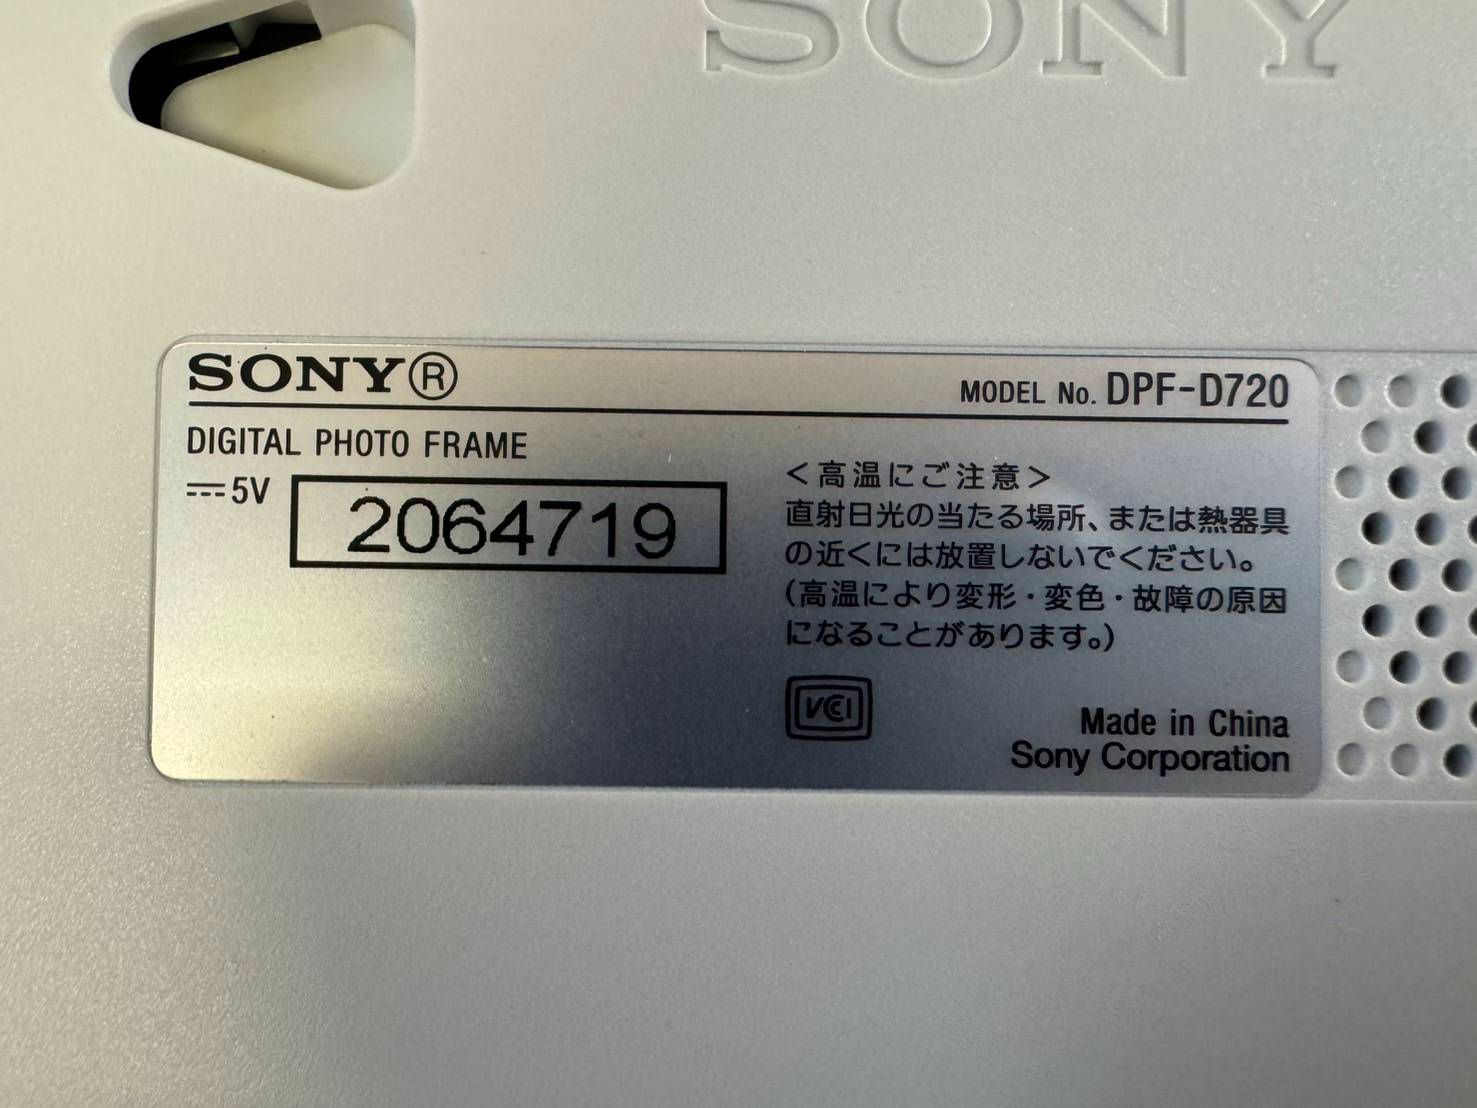 SONY
SONY®
MODEL No. DPF-D720
DIGITAL PHOTO FRAME
⎓5V
2064719
<高温にご注意>
直射日光の当たる場所、または熱器具
の近くには放置しないでください。
(高温により変形・変色・故障の原因
になることがあります。)
VCCI
Made in China
Sony Corporation